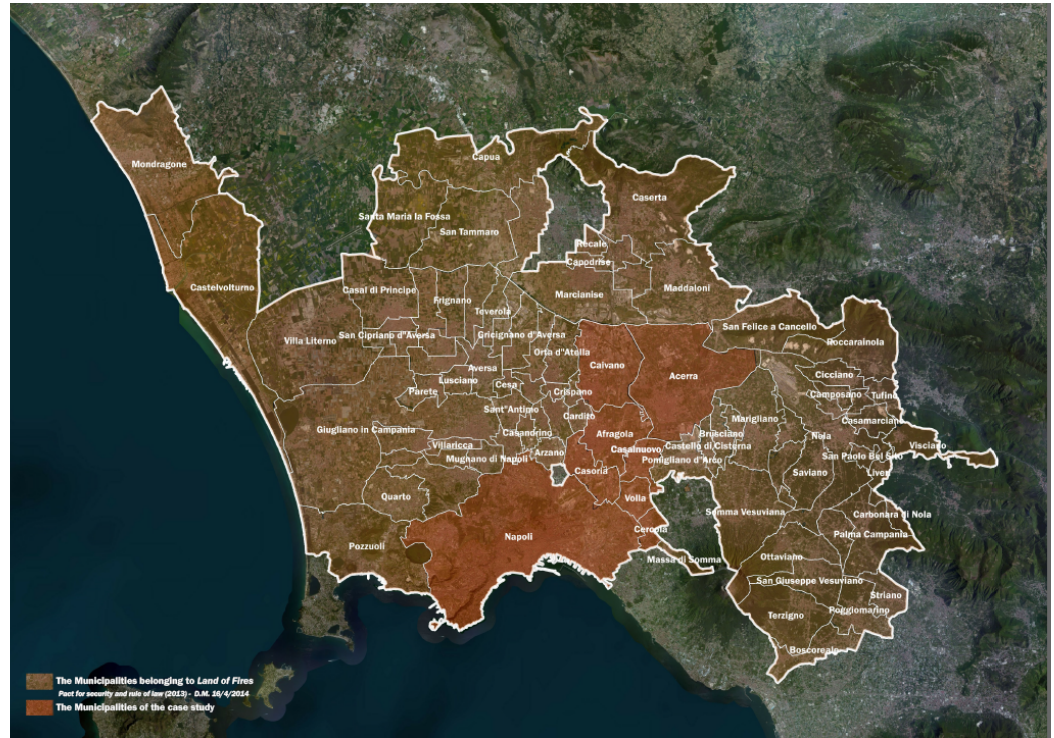 Mondragone
Capua
Caserta
Santa Maria la Fossa
San Tammaro
Recale
Capodrise
Castelvolturno
Casal di Principe
Frignano
Marcianise
Maddaloni
Teverola
San Felice a Cancello
Villa Literno
San Cipriano d"Aversa
Gricignano d"Aversa
Roccarainola
Orta d"Atella
Caivano
Acerra
Aversa
Cicciano
Lusciano
Cesa
Parete
Crispano
Camposano
Tufino
Sant"Antimo
Cardito
Marigliano
Casamarciano
Giugliano in Campania
Casandrino
Afragola
Brusciano
Nola
Villaricca
Arzano
Casalnuovo
Castello di Cisterna
Visciano
Mugnano di Napoli
Pomigliano d"Arco
San Paolo Bel Sito
Casoria
Saviano
Liveri
Quarto
Volla
Somma Vesuviana
Carbonara di Nola
Cercola
Palma Campania
Napoli
Pozzuoli
Massa di Somma
Ottaviano
San Giuseppe Vesuviano
Striano
Terzigno
Poggiomarino
Boscoreale
The Municipalities belonging to Land of Fires
Pact for security and rule of law (2013) - D.M. 16/4/2014
The Municipalities of the case study